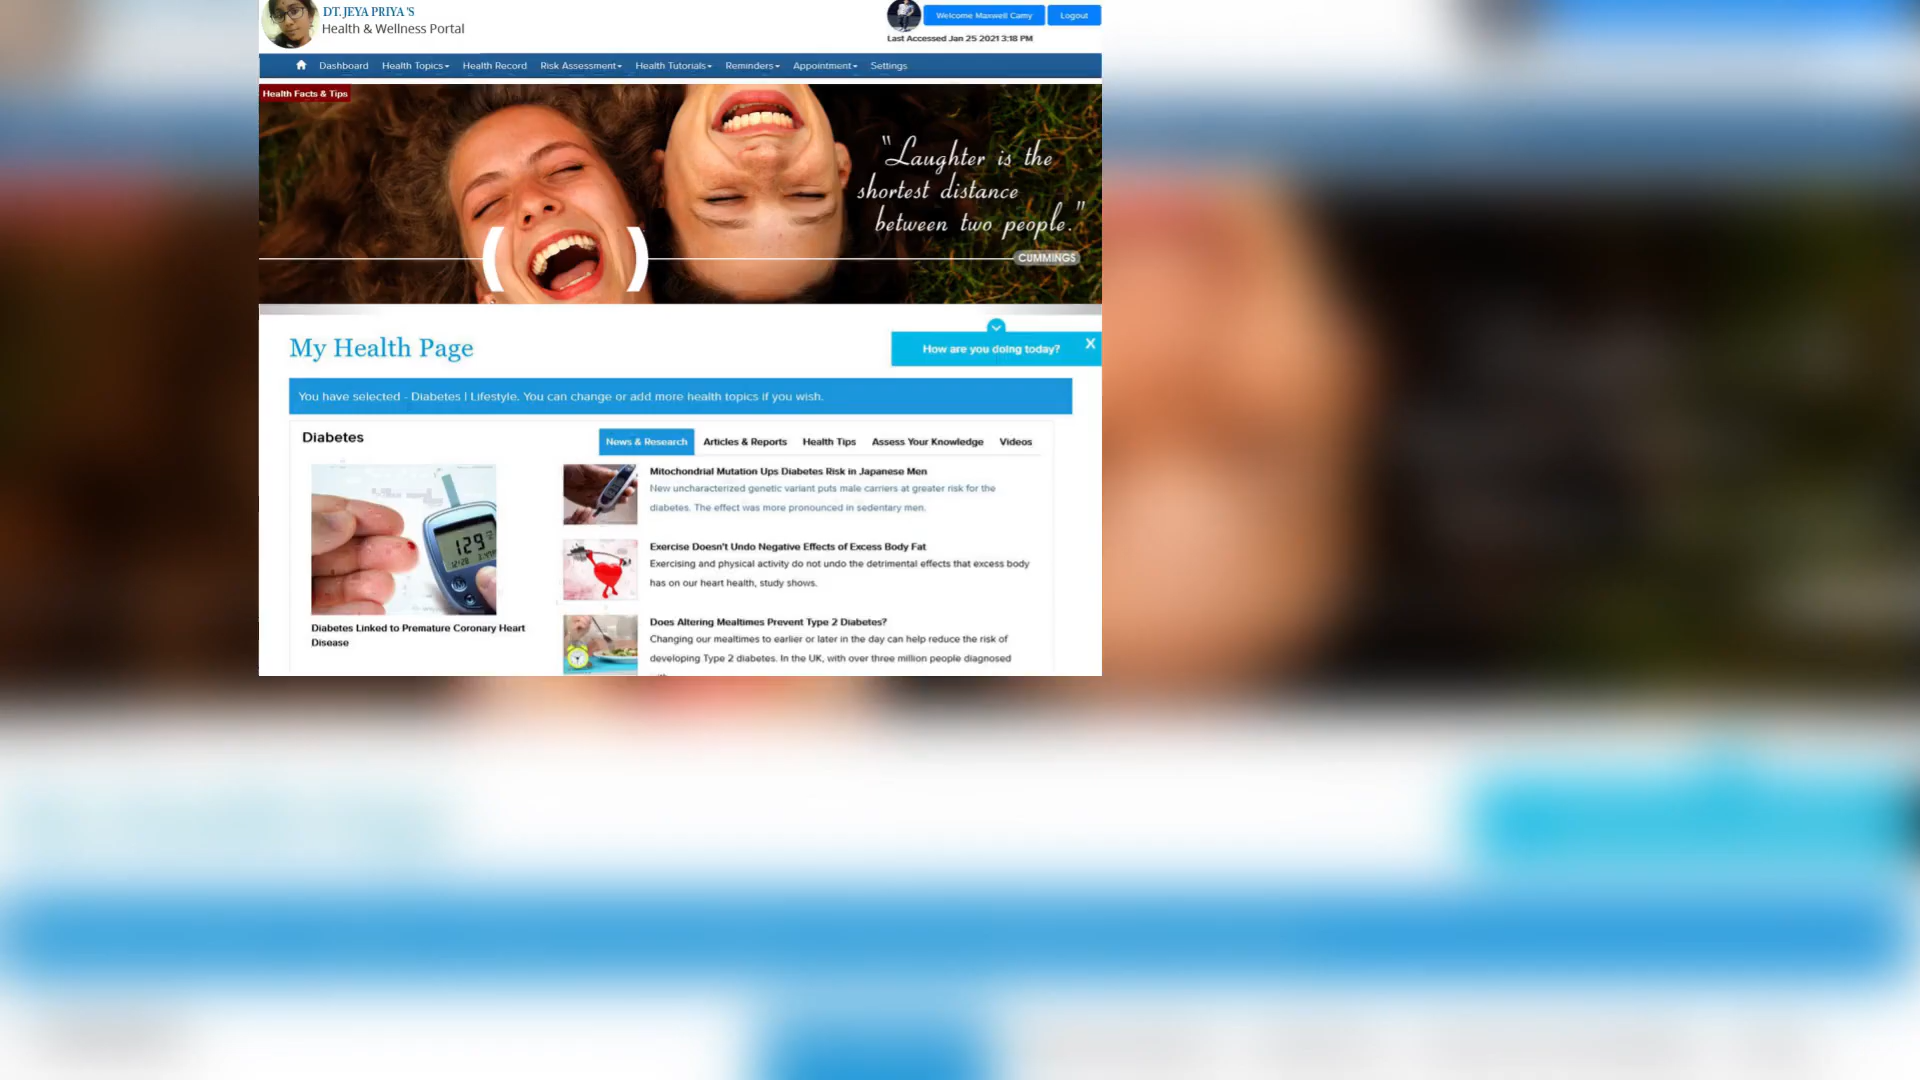 DT. JEYA PRIYA 'S
Health & Wellness Portal
Welcome Maxwell Camy
Logout
Last Accessed Jan 25 2021 3:18 PM
Dashboard Health Topics Health Record Risk Assessment Health Tutorials Reminders Appointment Settings
Health Facts & Tips
"Laughter is the
shortest distance
between two people."
CUMMINGS
My Health Page
How are you doing today?
X
You have selected - Diabetes | Lifestyle. You can change or add more health topics if you wish.
Diabetes
News & Research Articles & Reports Health Tips Assess Your Knowledge Videos
129
Diabetes Linked to Premature Coronary Heart
Disease
Mitochondrial Mutation Ups Diabetes Risk in Japanese Men
New uncharacterized genetic variant puts male carriers at greater risk for the
diabetes. The effect was more pronounced in sedentary men.
Exercise Doesn't Undo Negative Effects of Excess Body Fat
Exercising and physical activity do not undo the detrimental effects that excess body
has on our heart health, study shows.
Does Altering Mealtimes Prevent Type 2 Diabetes?
Changing our mealtimes to earlier or later in the day can help reduce the risk of
developing Type 2 diabetes. In the UK, with over three million people diagnosed